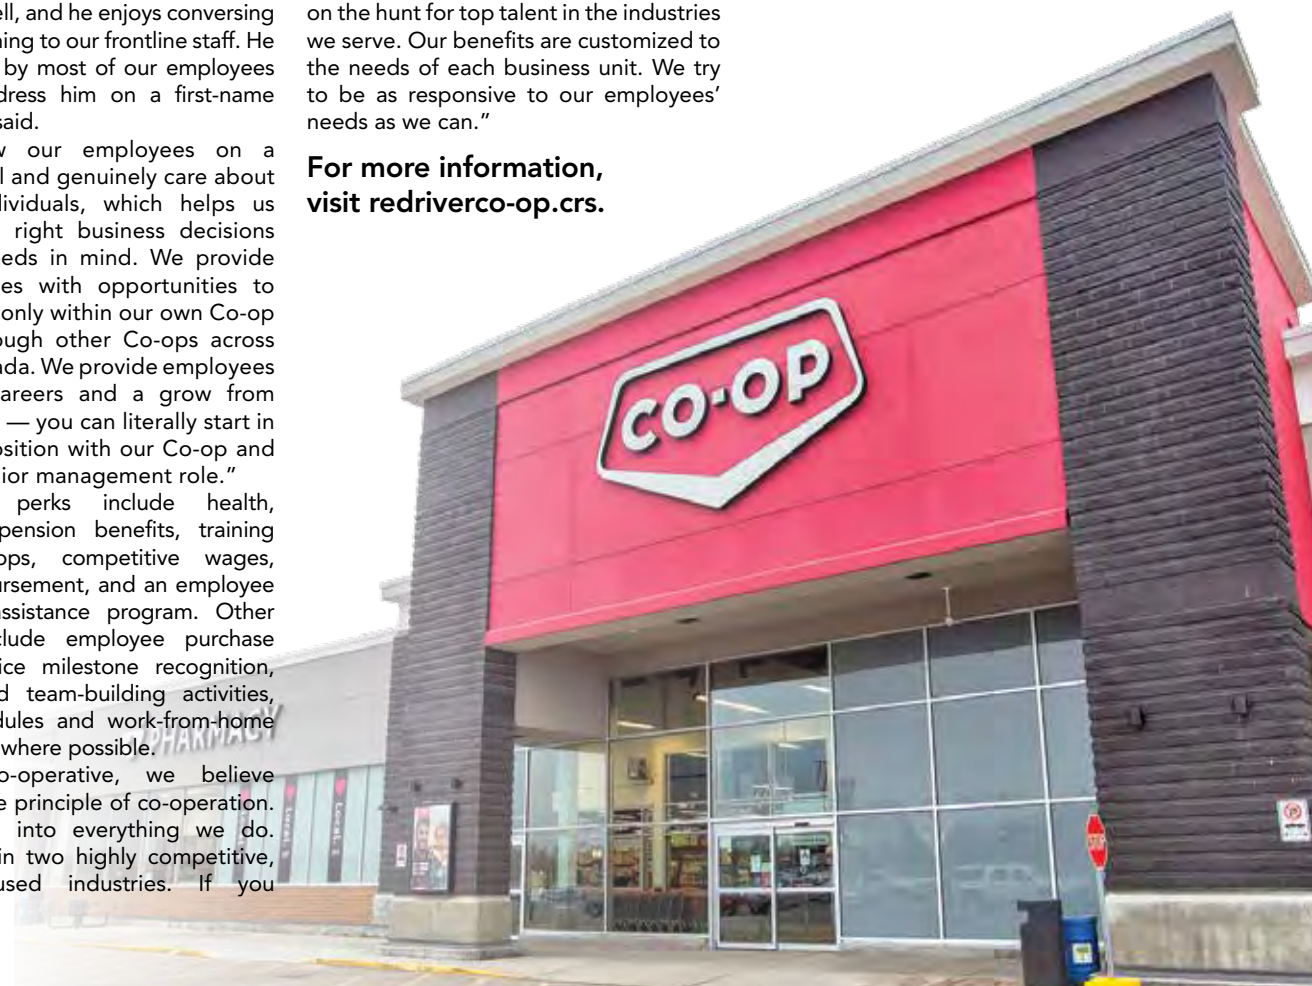 ell, and he enjoys conversing
ning to our frontline staff. He
by most of our employees
dress him on a first-name
said.
w our employees on a
l and genuinely care about
dividuals, which helps us
right business decisions
eds in mind. We provide
es with opportunities to
only within our own Co-op
ough other Co-ops across
ada. We provide employees
areers and a grow from
— you can literally start in
osition with our Co-op and
ior management role.”
perks include health,
pension benefits, training
ops, competitive wages,
ursement, and an employee
assistance program. Other
clude employee purchase
ice milestone recognition,
d team-building activities,
dules and work-from-home
where possible.
o-operative, we believe
e principle of co-operation.
into everything we do.
in two highly competitive,
used industries. If you
on the hunt for top talent in the industries
we serve. Our benefits are customized to
the needs of each business unit. We try
to be as responsive to our employees’
needs as we can.”
For more information,
visit redriverco-op.crs.
CO-OP
PHARMACY
STOP